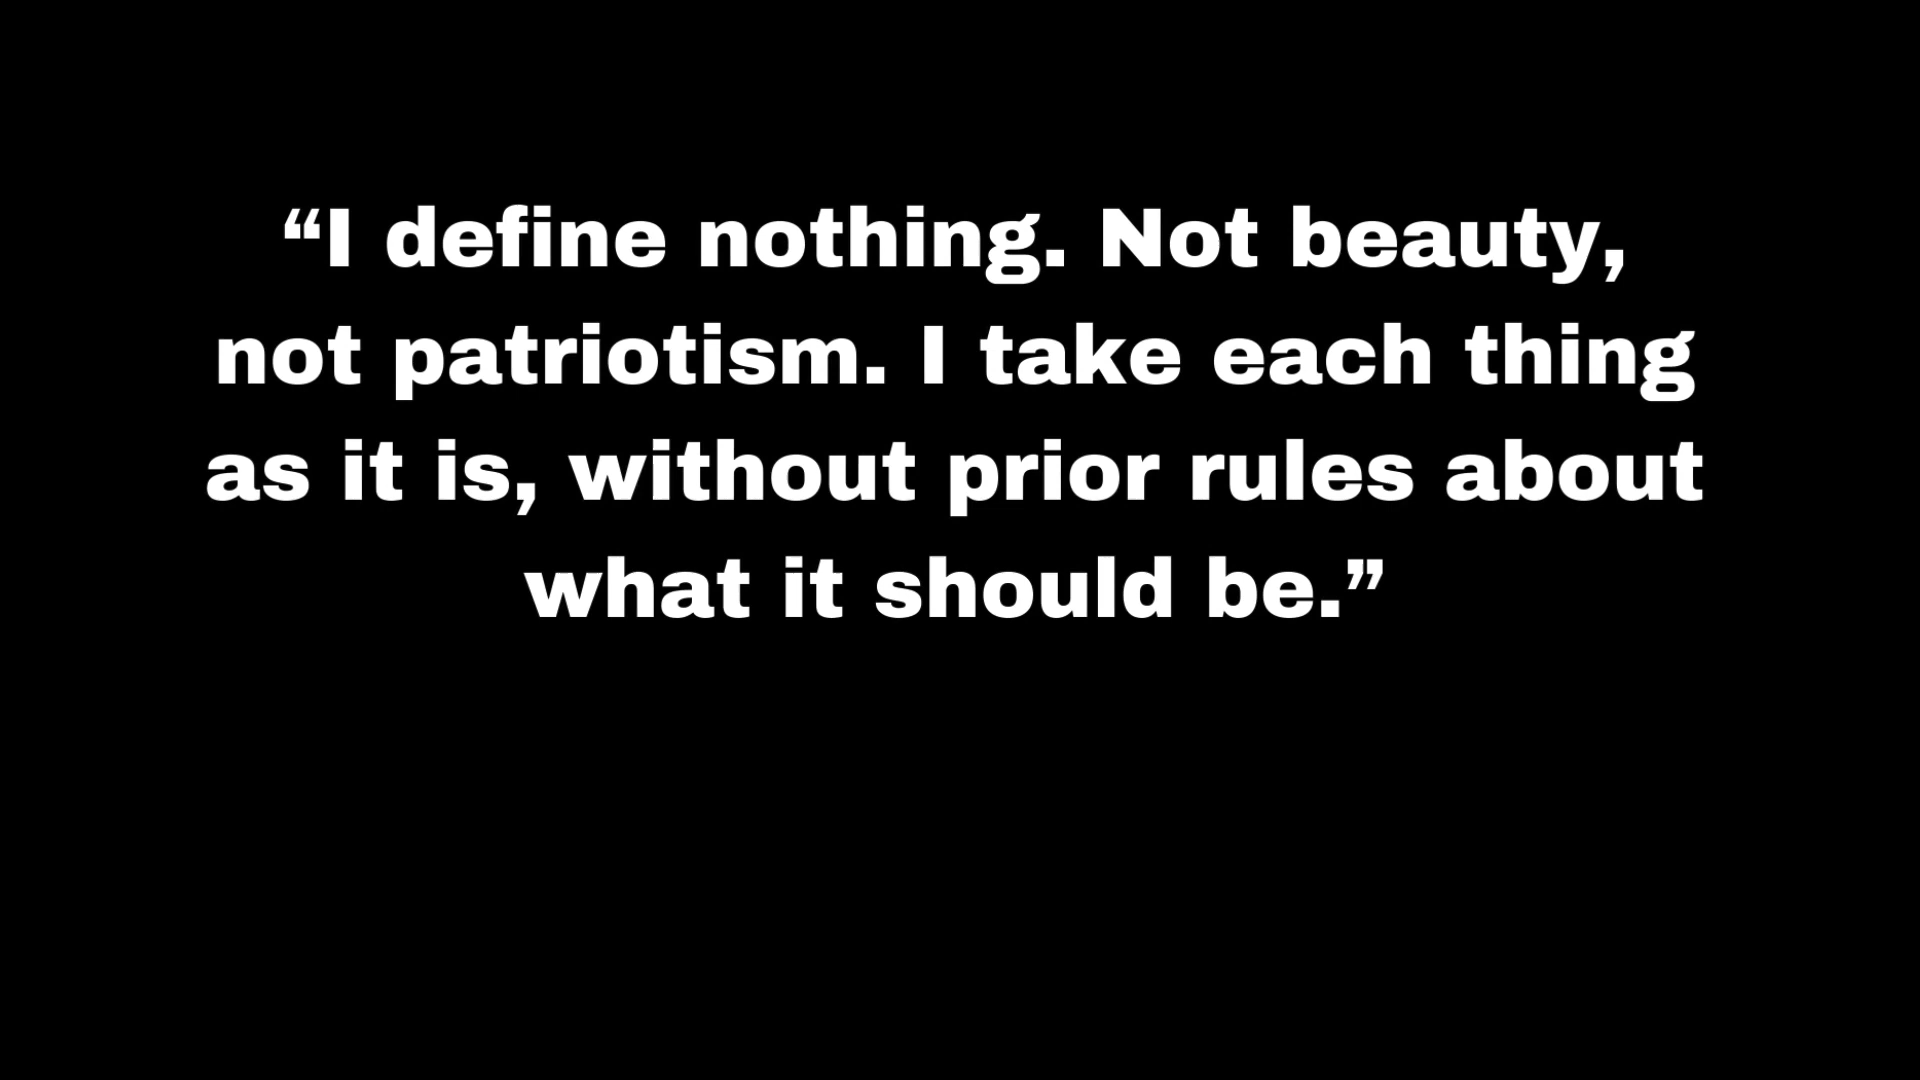 “I define nothing. Not beauty,
not patriotism. I take each thing
as it is, without prior rules about
what it should be.”